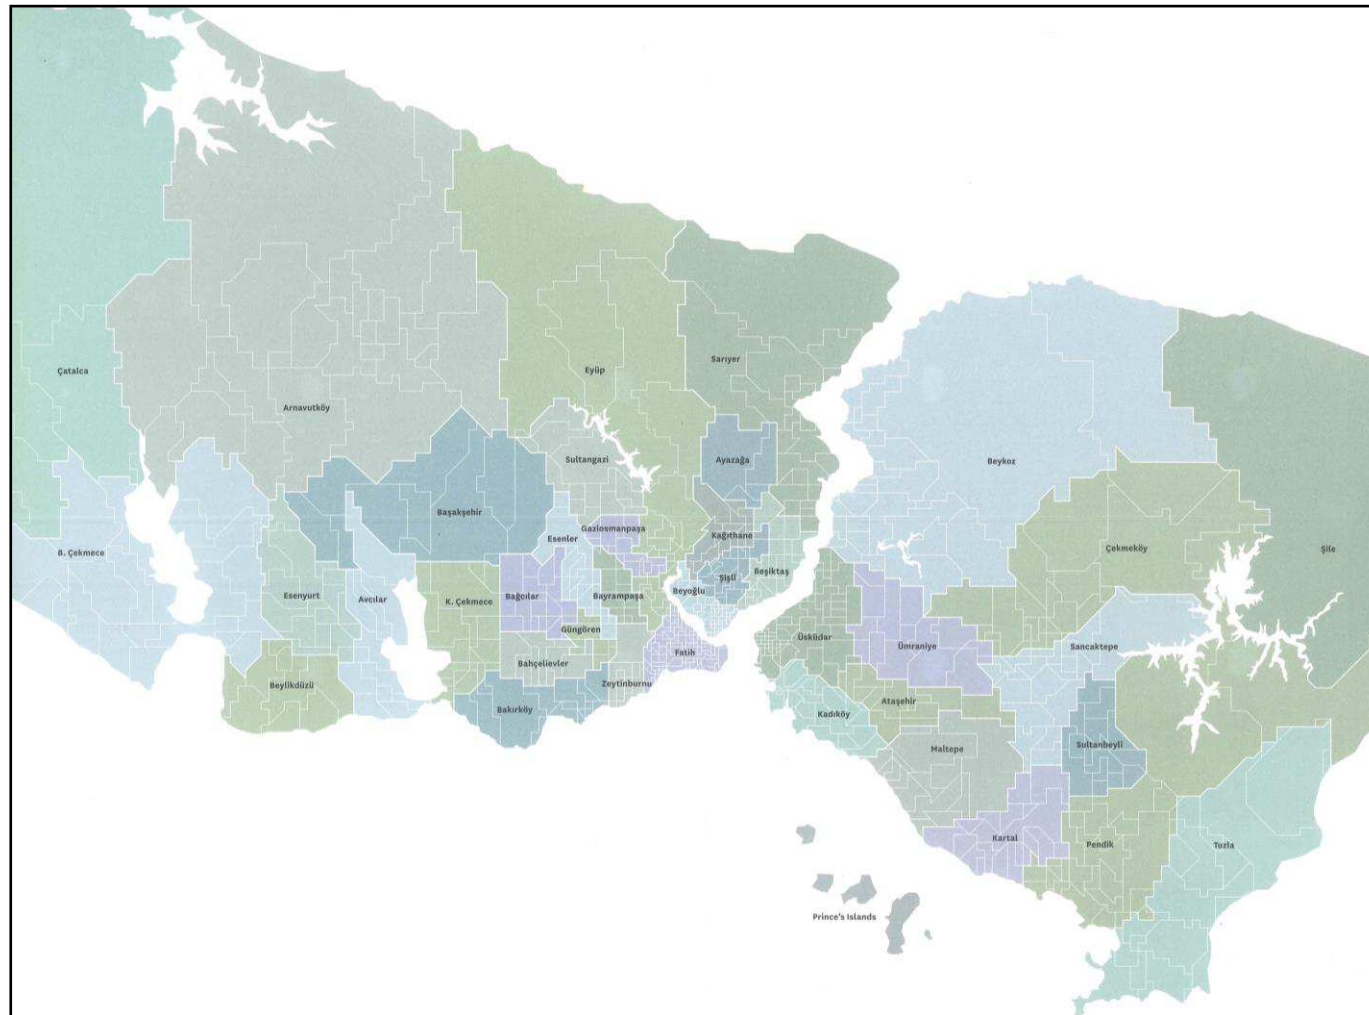 Sarıyer
Çatalca
Eyüp
Arnavutköy
Sultangazi
Ayazağa
Beykoz
Başakşehir
Gaziosmanpaşa
Kağıthane
Esenler
Çekmeköy
Şile
B. Çekmece
Beşiktaş
Şişli
Beyoğlu
Esenyurt
Avcılar
K. Çekmece
Bağcılar
Bayrampaşa
Güngören
Üsküdar
Ümraniye
Sancaktepe
Fatih
Bahçelievler
Zeytinburnu
Beylikdüzü
Ataşehir
Bakırköy
Kadıköy
Maltepe
Sultanbeyli
Kartal
Pendik
Tuzla
Prince's Islands